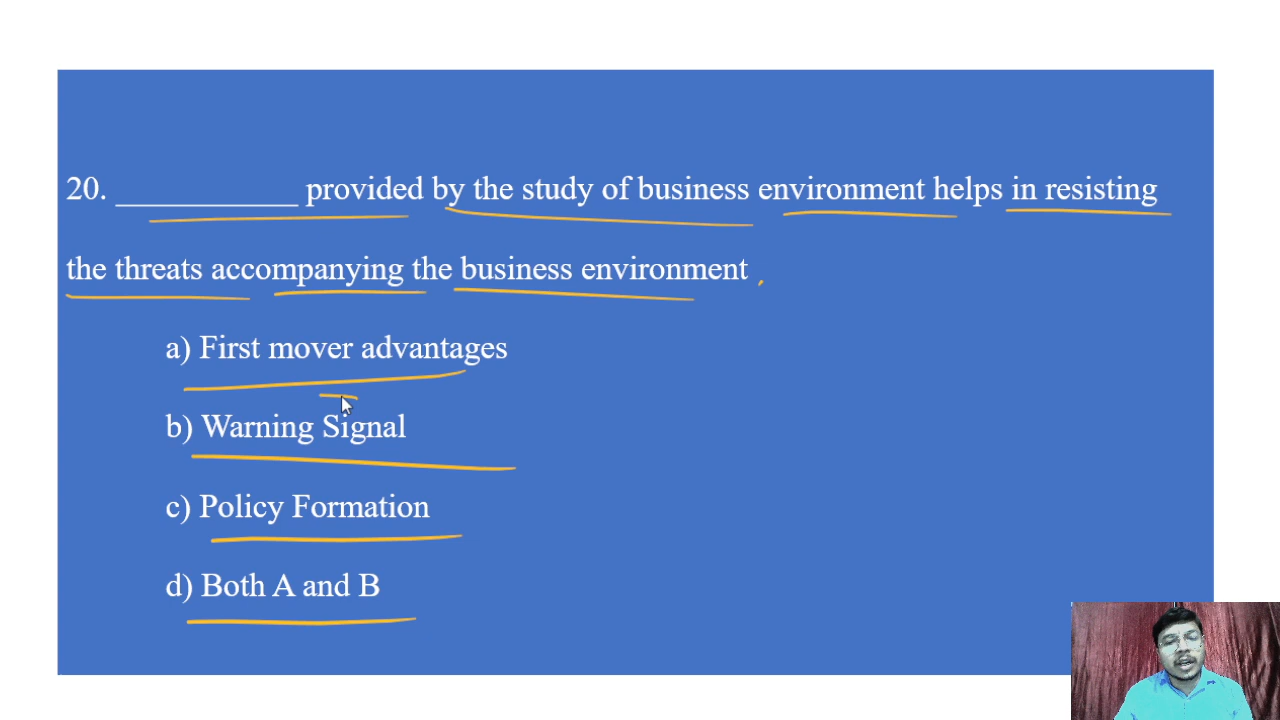 20. ___________ provided by the study of business environment helps in resisting
the threats accompanying the business environment
a) First mover advantages
b) Warning Signal
c) Policy Formation
d) Both A and B